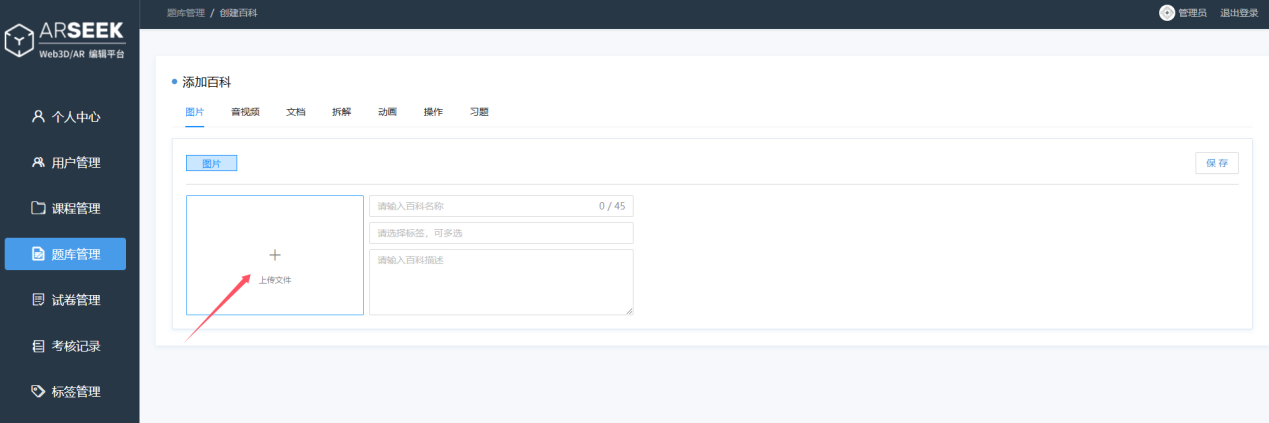 ARSEEK
Web3D/AR 编辑平台
个人中心
用户管理
课程管理
题库管理
试卷管理
考核记录
标签管理
题库管理 / 创建百科
管理员
退出登录
添加百科
图片 音视频 文档 拆解 动画 操作 习题
图片
保存
上传文件
请输入百科名称 0 / 45
请选择标签，可多选
请输入百科描述